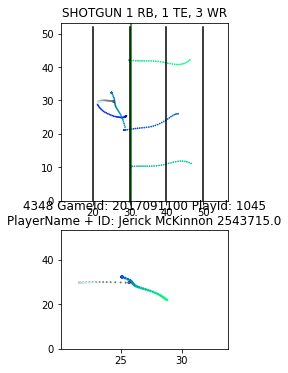 SHOTGUN 1 RB, 1 TE, 3 WR
50
40
30
20
10
0
20 30 40 50
4348 GameId: 2017091100 PlayId: 1045
PlayerName + ID: Jerick McKinnon 2543715.0
40
20
0
25 30